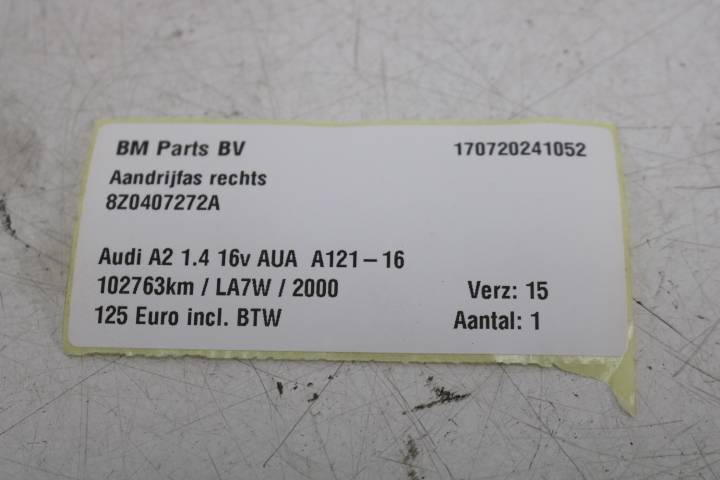 BM Parts BV 170720241052
Aandrijfas rechts
8Z0407272A
Audi A2 1.4 16v AUA A121-16
102763km / LA7W / 2000 Verz: 15
125 Euro incl. BTW Aantal: 1